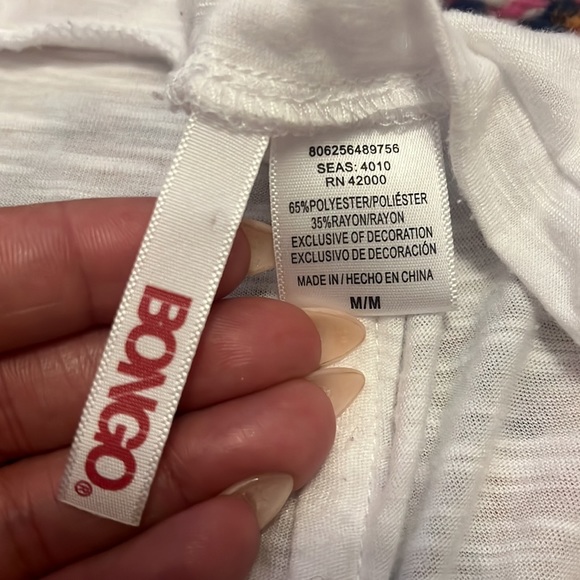 BONGO®
806256489756
SEAS: 4010
RN 42000
65%POLYESTER/POLIÉSTER
35%RAYON/RAYON
EXCLUSIVE OF DECORATION
EXCLUSIVO DE DECORACIÓN
MADE IN / HECHO EN CHINA
M/M